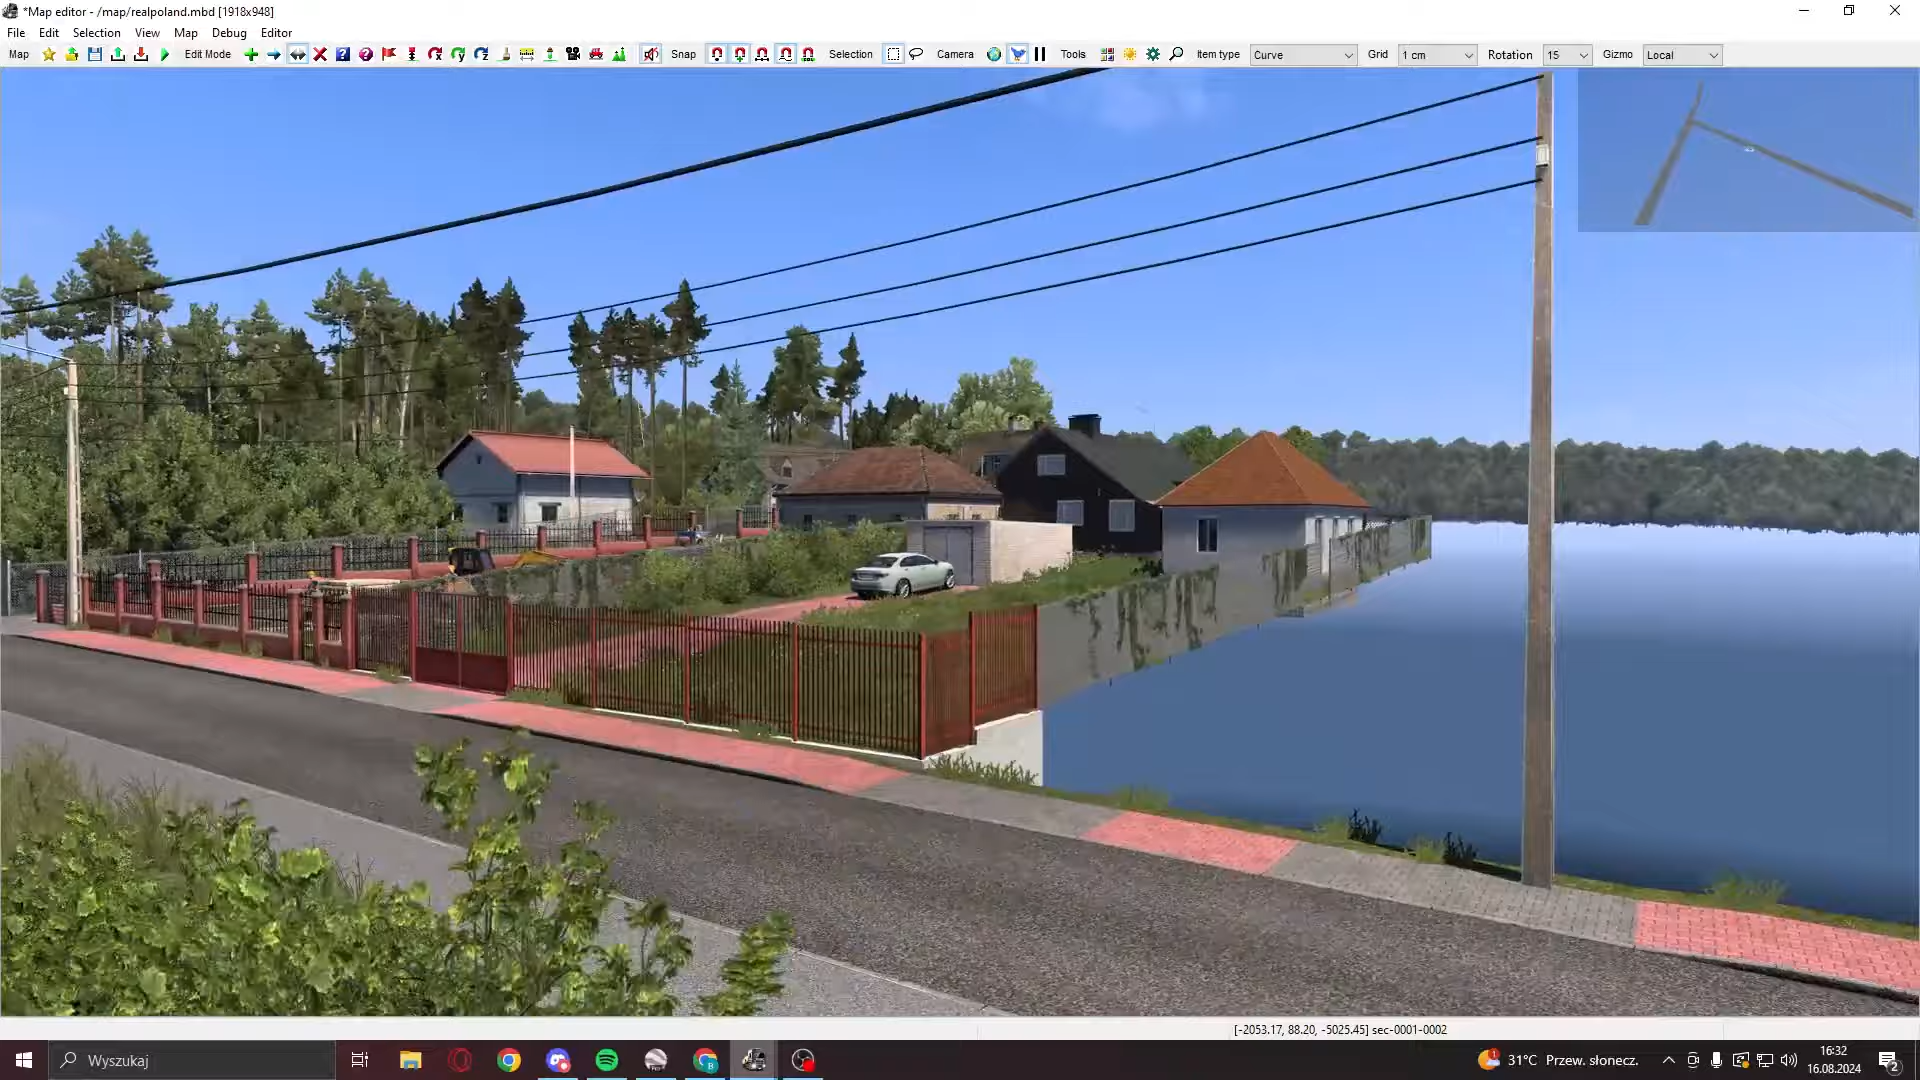 *Map editor - /map/realpoland.mbd [1918x948]
File Edit Selection View Map Debug Editor
Map Edit Mode Snap Selection Camera Tools Item type Curve Grid 1 cm Rotation 15 Gizmo Local
[-2053.17, 88.20, -5025.45] sec-0001-0002
Wyszukaj
1
31°C Przew. słonecz.
16:32
16.08.2024
2